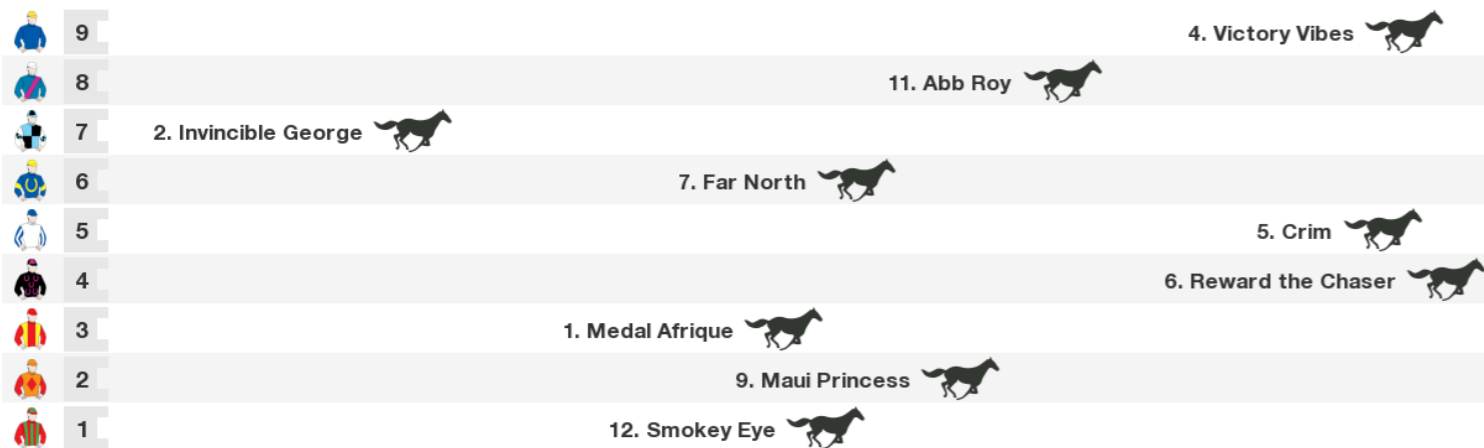 9 4. Victory Vibes
8 11. Abb Roy
7 2. Invincible George
6 7. Far North
5 5. Crim
4 6. Reward the Chaser
3 1. Medal Afrique
2 9. Maui Princess
1 12. Smokey Eye